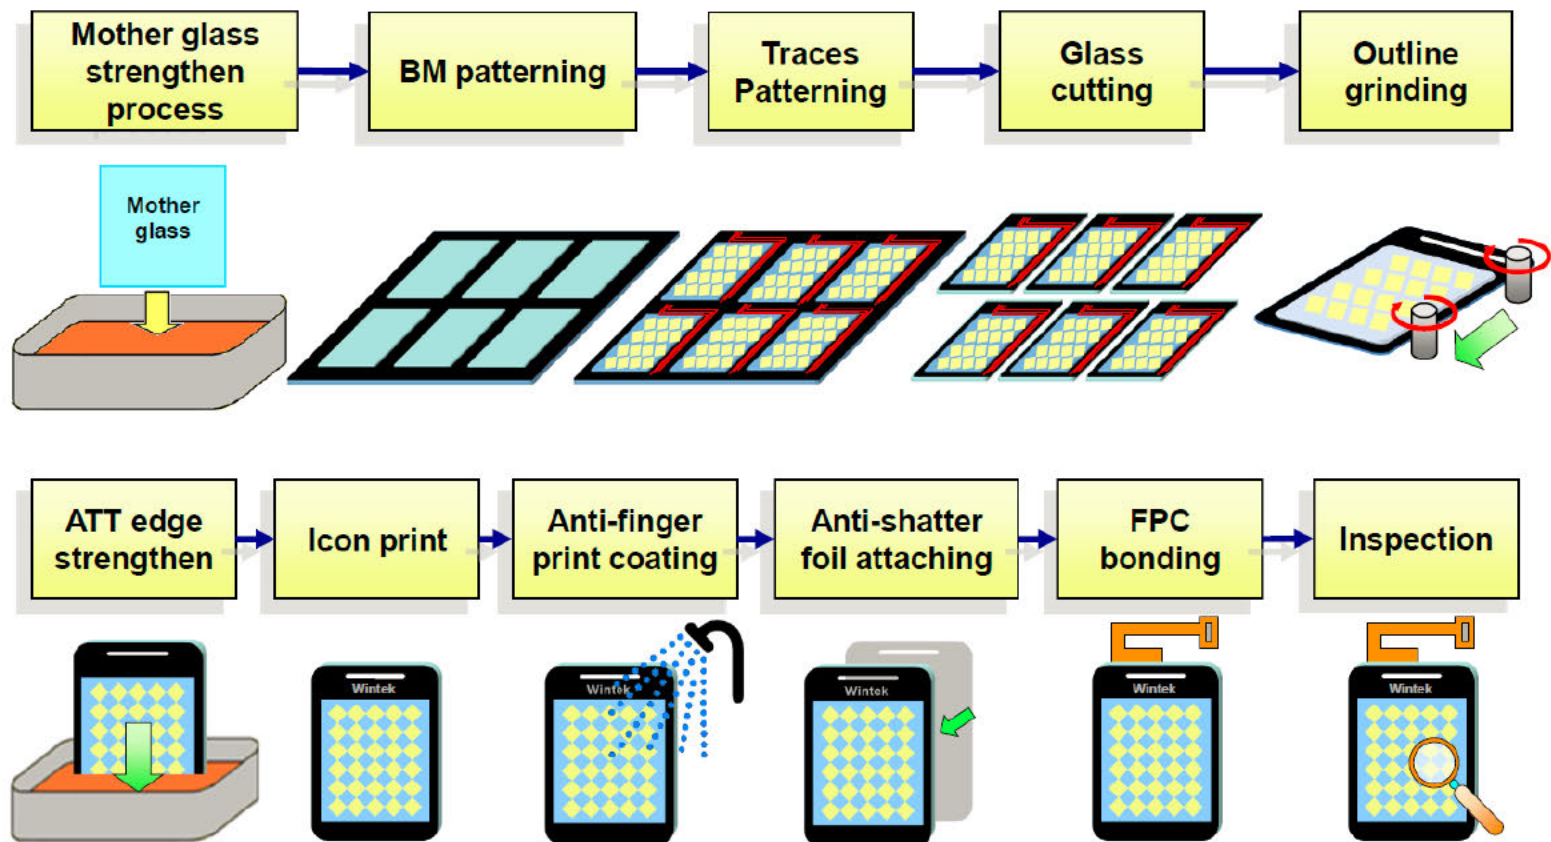 Mother glass
strengthen
process
BM patterning
Traces
Patterning
Glass
cutting
Outline
grinding
Mother
glass
ATT edge
strengthen
Icon print
Anti-finger
print coating
Anti-shatter
foil attaching
FPC
bonding
Inspection
Wintek
Wintek
Wintek
Wintek
Wintek